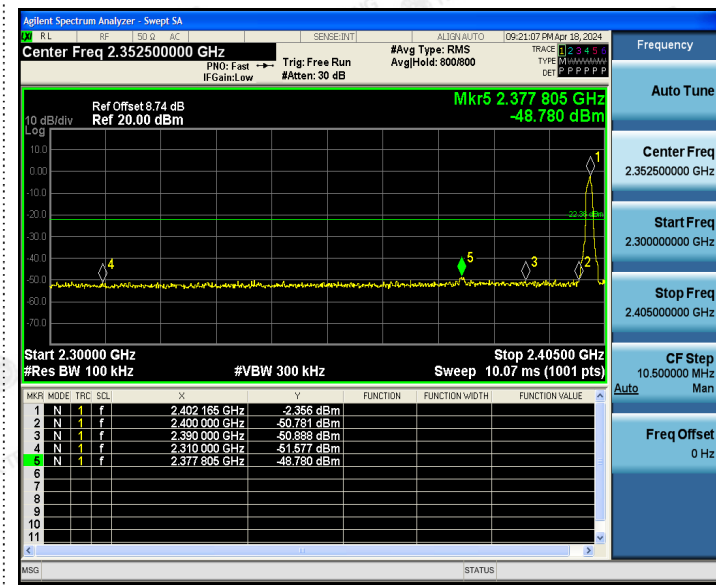 Agilent Spectrum Analyzer - Swept SA
RL RF 50 Ω AC SENSE:INT ALIGN AUTO 09:21:07 PM Apr 18, 2024
Center Freq 2.352500000 GHz
PNO: Fast
IFGain:Low
Trig: Free Run
#Atten: 30 dB
#Avg Type: RMS
Avg|Hold: 800/800
TRACE 1 2 3 4 5 6
TYPE M
DET P P P P P P
Ref Offset 8.74 dB
Ref 20.00 dBm
10 dB/div
Log
Mkr5 2.377 805 GHz
-48.780 dBm
10.0
0.00
-10.0
-20.0
-30.0
-40.0
-50.0
-60.0
-70.0
1
2
3
4
5
-22.36 dBm
Start 2.30000 GHz
Stop 2.40500 GHz
#Res BW 100 kHz
#VBW 300 kHz
Sweep 10.07 ms (1001 pts)
MKR MODE TRC SCL X Y FUNCTION FUNCTION WIDTH FUNCTION VALUE
1 N 1 f 2.402 165 GHz -2.356 dBm
2 N 1 f 2.400 000 GHz -50.781 dBm
3 N 1 f 2.390 000 GHz -50.888 dBm
4 N 1 f 2.310 000 GHz -51.577 dBm
5 N 1 f 2.377 805 GHz -48.780 dBm
6
7
8
9
10
11
MSG
STATUS
Frequency
Auto Tune
Center Freq
2.352500000 GHz
Start Freq
2.300000000 GHz
Stop Freq
2.405000000 GHz
CF Step
10.500000 MHz
Auto Man
Freq Offset
0 Hz